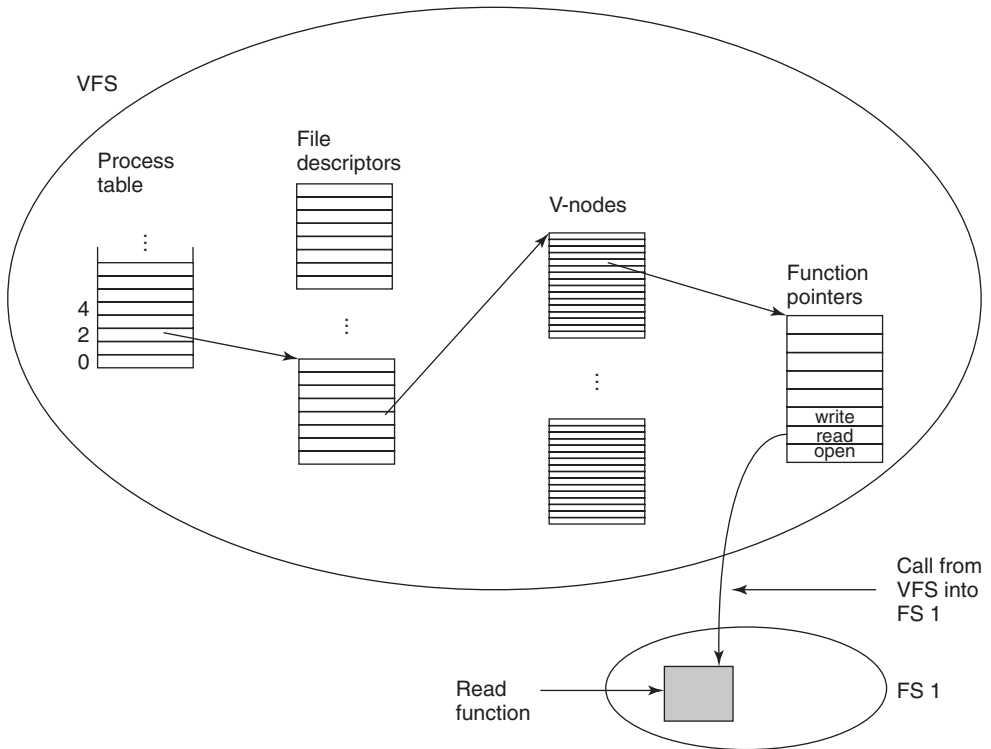 VFS
Process
table
⋮
4
2
0
File
descriptors
⋮
V-nodes
⋮
Function
pointers
write
read
open
Call from
VFS into
FS 1
Read
function
FS 1